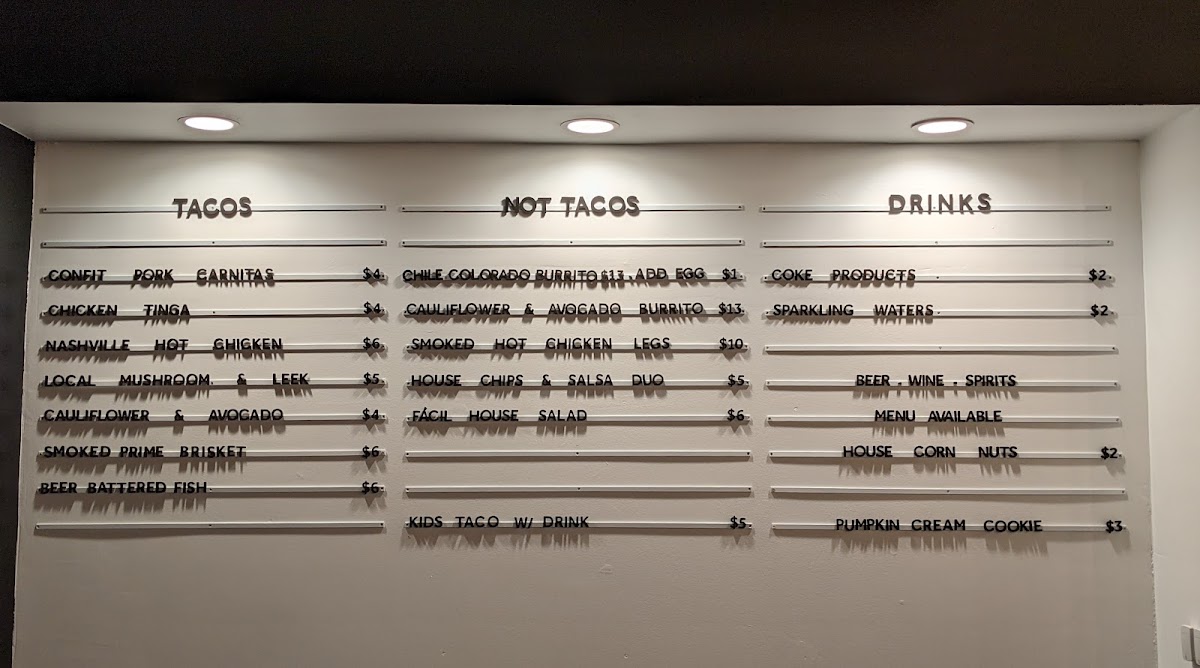 TACOS
CONFIT PORK CARNITAS $4
CHICKEN TINGA $4
NASHVILLE HOT CHICKEN $6
LOCAL MUSHROOM & LEEK $5
CAULIFLOWER & AVOGADO $4
SMOKED PRIME BRISKET $6
BEER BATTERED FISH $6
NOT TACOS
CHILE COLORADO BURRITO $13 , ADD EGG $1
CAULIFLOWER & AVOGADO BURRITO $13
SMOKED HOT CHICKEN LEGS $10
HOUSE CHIPS & SALSA DUO $5
FÁCIL HOUSE SALAD $6
KIDS TACO W/ DRINK $5
DRINKS
COKE PRODUCTS $2
SPARKLING WATERS $2
BEER . WINE . SPIRITS
MENU AVAILABLE
HOUSE CORN NUTS $2
PUMPKIN CREAM COOKIE $3